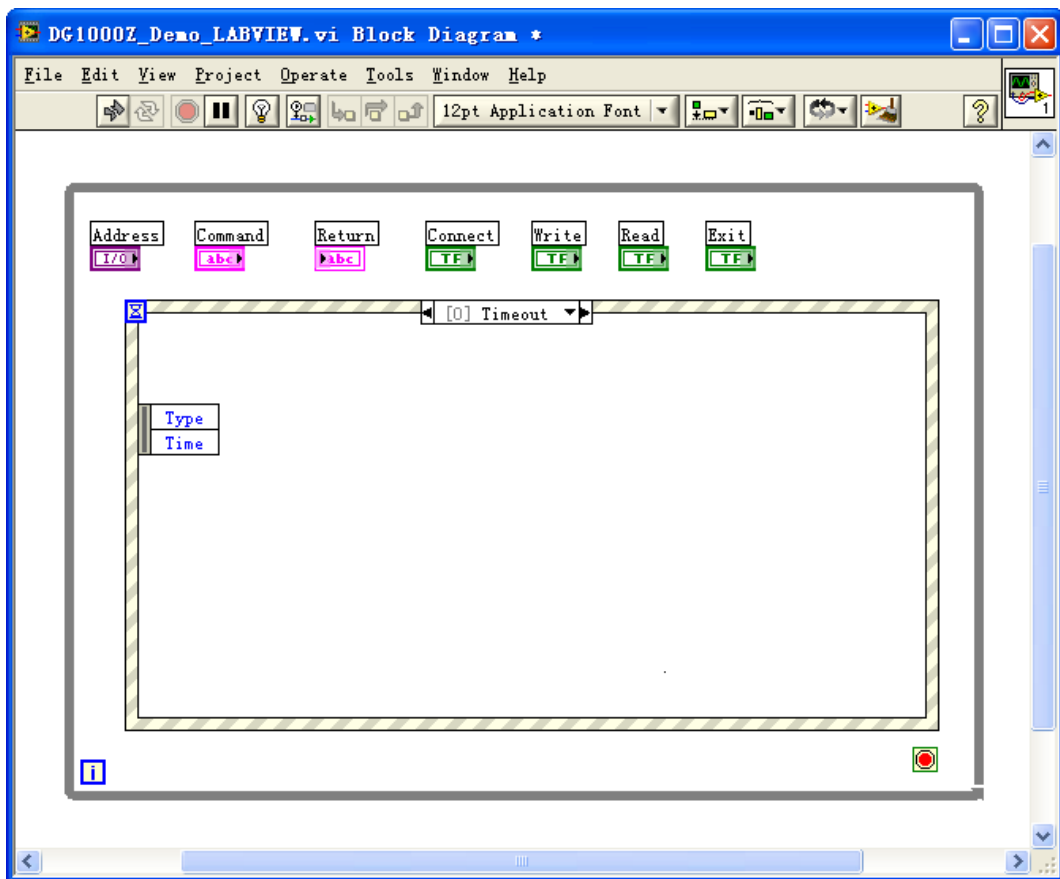 DG1000Z_Demo_LABVIEW.vi Block Diagram *
File Edit View Project Operate Tools Window Help
12pt Application Font
?
1
Address Command Return Connect Write Read Exit
I/O abc abc TF TF TF TF
[0] Timeout
Type
Time
i